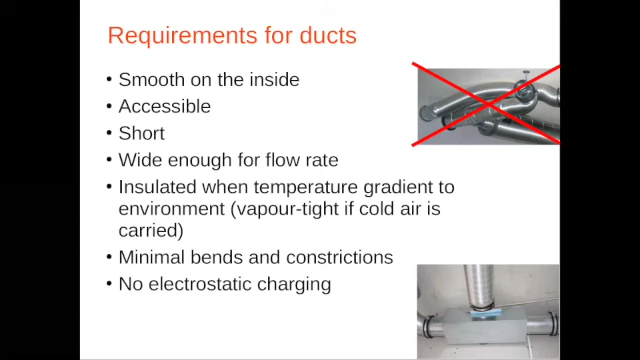 Requirements for ducts
• Smooth on the inside
• Accessible
• Short
• Wide enough for flow rate
• Insulated when temperature gradient to
environment (vapour-tight if cold air is
carried)
• Minimal bends and constrictions
• No electrostatic charging